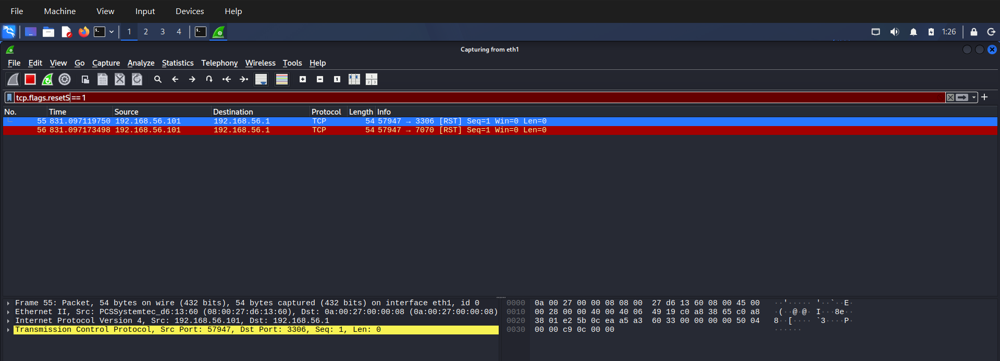 File Machine View Input Devices Help
1 2 3 4 1:26
Capturing from eth1
File Edit View Go Capture Analyze Statistics Telephony Wireless Tools Help
tcp.flags.resetS==1
No. Time Source Destination Protocol Length Info
55 831.097119750 192.168.56.101 192.168.56.1 TCP 54 57947 → 3306 [RST] Seq=1 Win=0 Len=0
56 831.097173498 192.168.56.101 192.168.56.1 TCP 54 57947 → 7070 [RST] Seq=1 Win=0 Len=0
Frame 55: Packet, 54 bytes on wire (432 bits), 54 bytes captured (432 bits) on interface eth1, id 0
Ethernet II, Src: PCSSystemtec_d6:13:60 (08:00:27:d6:13:60), Dst: 0a:00:27:00:00:08 (0a:00:27:00:00:08)
Internet Protocol Version 4, Src: 192.168.56.101, Dst: 192.168.56.1
Transmission Control Protocol, Src Port: 57947, Dst Port: 3306, Seq: 1, Len: 0
0000 0a 00 27 00 00 08 08 00 27 d6 13 60 08 00 45 00 ··'····· '··`··E·
0010 00 28 00 00 40 00 40 06 49 19 c0 a8 38 65 c0 a8 ·(··@·@· I···8e··
0020 38 01 e2 5b 0c ea a5 a3 60 33 00 00 00 00 50 04 8··[···· `3····P·
0030 00 00 c9 0c 00 00 ······